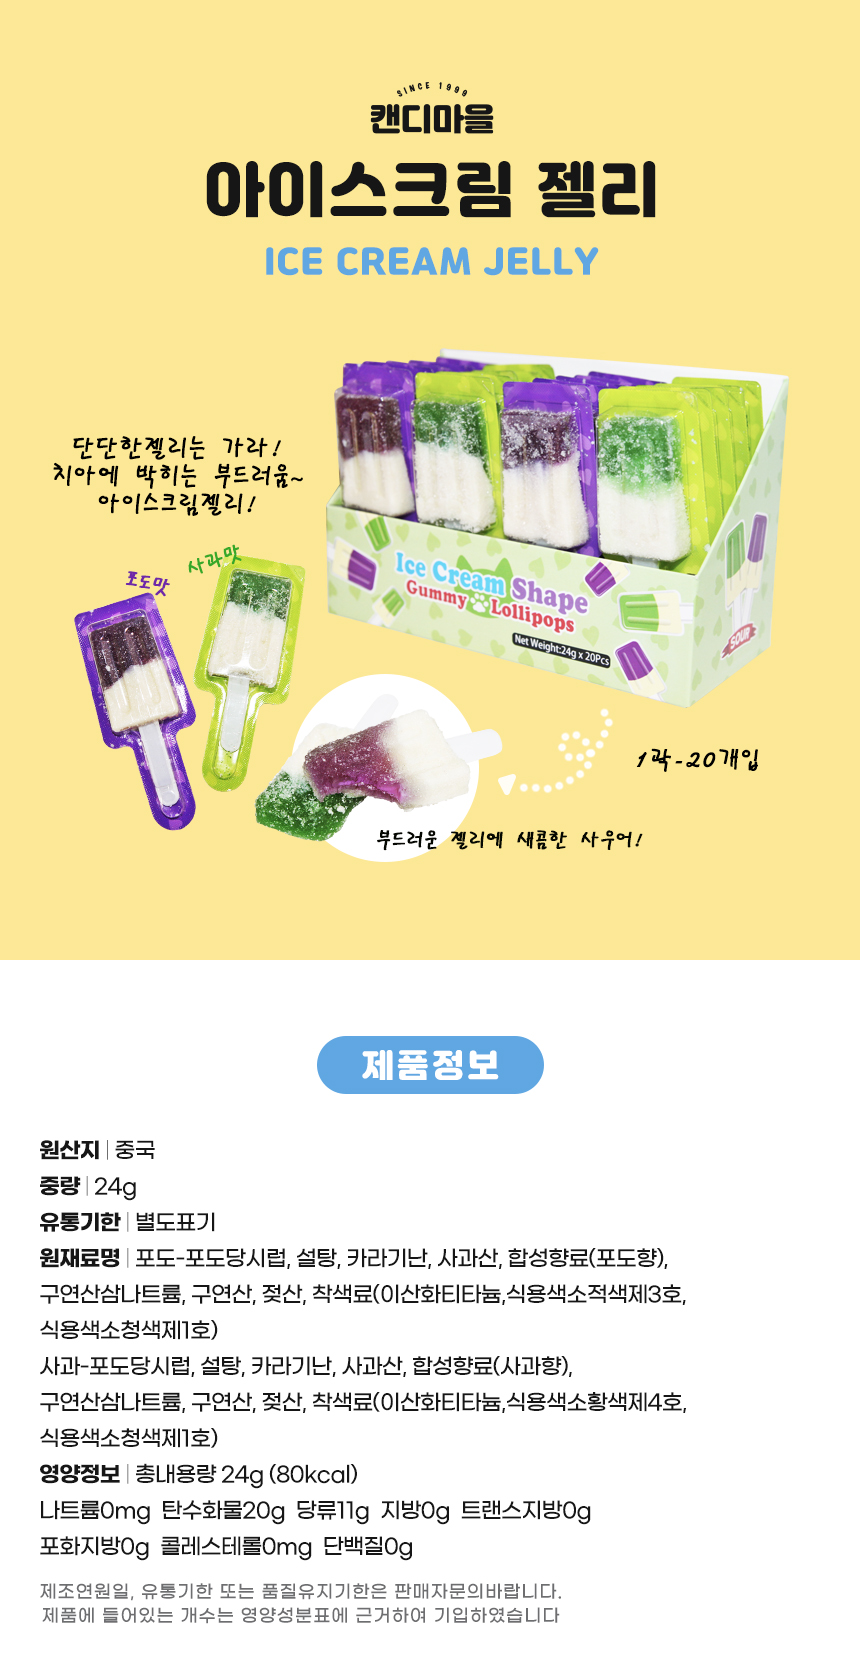 SINCE 1999
캔디마을
아이스크림 젤리
ICE CREAM JELLY
단단한젤리는 가라!
치아에 박히는 부드러움~
아이스크림젤리!
포도맛
사과맛
Ice Cream Shape
Gummy Lollipops
Net Weight:24g x 20Pcs
SOUR
1곽-20개입
부드러운 젤리에 새콤한 사우어!
제품정보
원산지 | 중국
중량 | 24g
유통기한 | 별도표기
원재료명 | 포도-포도당시럽, 설탕, 카라기난, 사과산, 합성향료(포도향),
구연산삼나트륨, 구연산, 젖산, 착색료(이산화티타늄,식용색소적색제3호,
식용색소청색제1호)
사과-포도당시럽, 설탕, 카라기난, 사과산, 합성향료(사과향),
구연산삼나트륨, 구연산, 젖산, 착색료(이산화티타늄,식용색소황색제4호,
식용색소청색제1호)
영양정보 | 총내용량 24g (80kcal)
나트륨0mg 탄수화물20g 당류11g 지방0g 트랜스지방0g
포화지방0g 콜레스테롤0mg 단백질0g
제조연원일, 유통기한 또는 품질유지기한은 판매자문의바랍니다.
제품에 들어있는 개수는 영양성분표에 근거하여 기입하였습니다